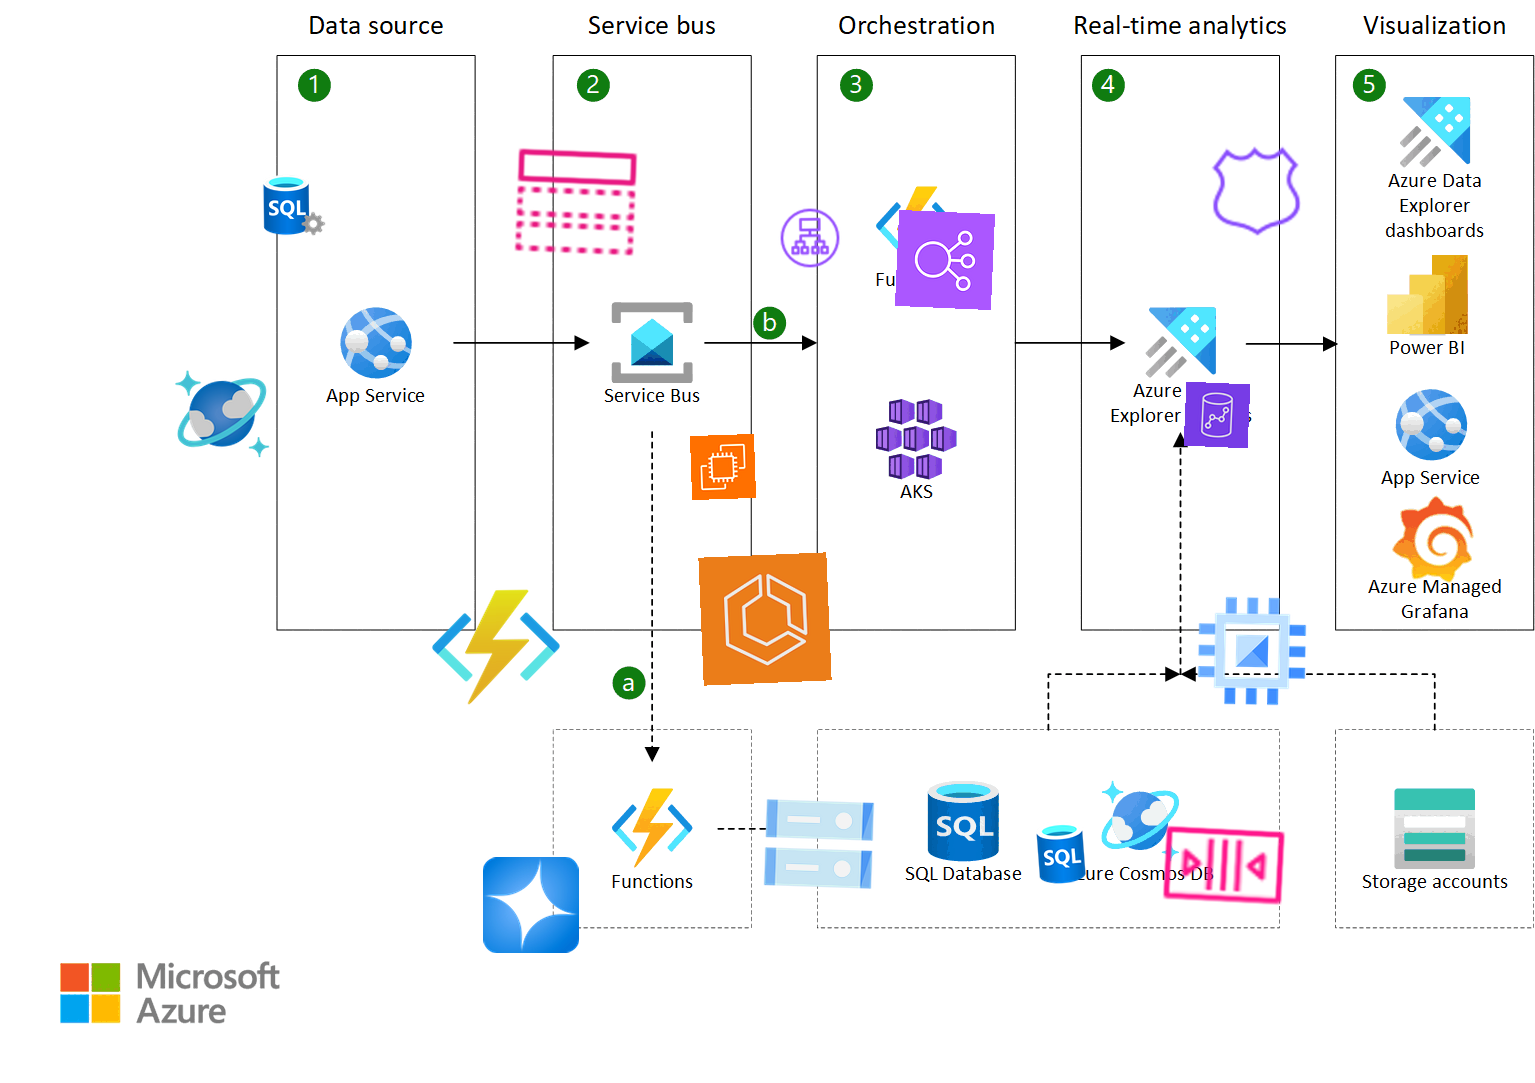 Data source
Service bus
Orchestration
Real-time analytics
Visualization
1
2
3
4
5
SQL
Azure Data
Explorer
dashboards
Fu
b
Power BI
App Service
Service Bus
Azure
Explorer
AKS
App Service
Azure Managed
Grafana
a
SQL
SQL
Functions
SQL Database
zure Cosmos DB
Storage accounts
Microsoft
Azure